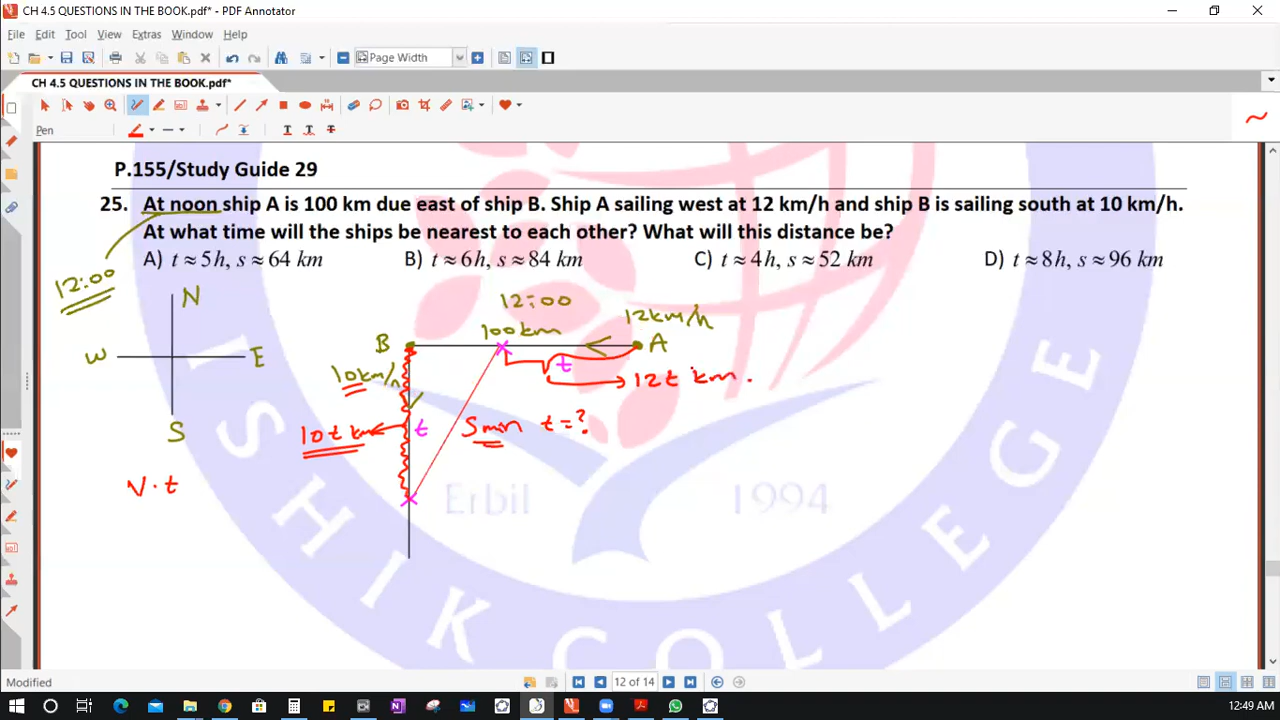 CH 4.5 QUESTIONS IN THE BOOK.pdf* - PDF Annotator
File Edit Tool View Extras Window Help
Page Width
CH 4.5 QUESTIONS IN THE BOOK.pdf*
Pen
P.155/Study Guide 29
25. At noon ship A is 100 km due east of ship B. Ship A sailing west at 12 km/h and ship B is sailing south at 10 km/h.
At what time will the ships be nearest to each other? What will this distance be?
A) t ≈ 5h, s ≈ 64 km B) t ≈ 6h, s ≈ 84 km C) t ≈ 4h, s ≈ 52 km D) t ≈ 8h, s ≈ 96 km
12:00
N
W E
S
V·t
12:00
100km
12km/h
B A
t
12t km.
10km/h
10t km
t
Smin t=?
Erbil 1994
ISHIK COLLEGE
Modified
12 of 14
12:49 AM